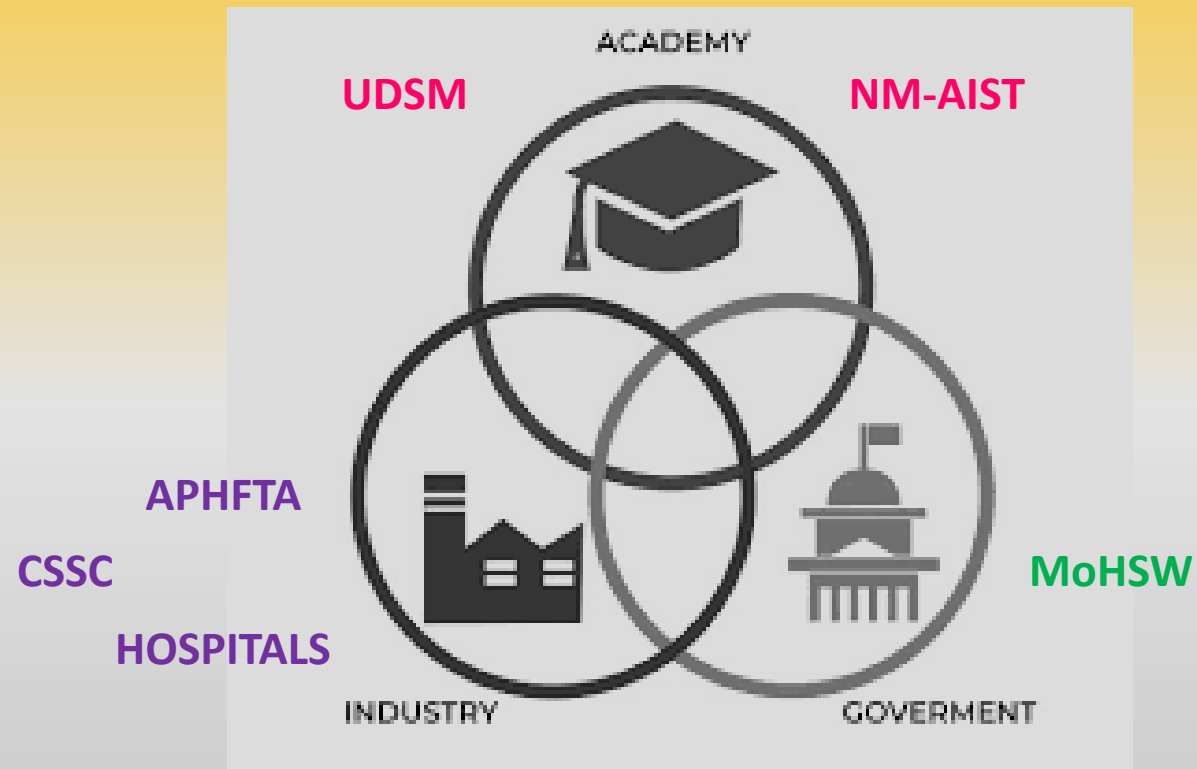 ACADEMY
UDSM
NM-AIST
APHFTA
CSSC
MoHSW
HOSPITALS
INDUSTRY
GOVERMENT